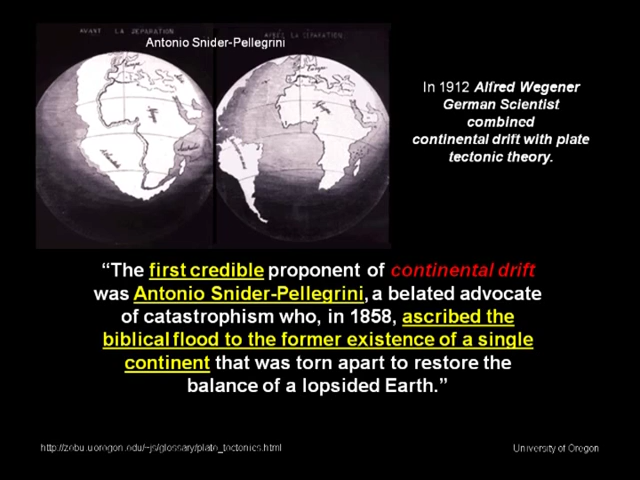 AVANT LA SEPARATION
APRÈS LA SÉPARATION
Antonio Snider-Pellegrini
In 1912 Alfred Wegener
German Scientist
combined
continental drift with plate
tectonic theory.
“The first credible proponent of continental drift
was Antonio Snider-Pellegrini, a belated advocate
of catastrophism who, in 1858, ascribed the
biblical flood to the former existence of a single
continent that was torn apart to restore the
balance of a lopsided Earth.”
http://zebu.uoregon.edu/~js/glossary/plate_tectonics.html
University of Oregon